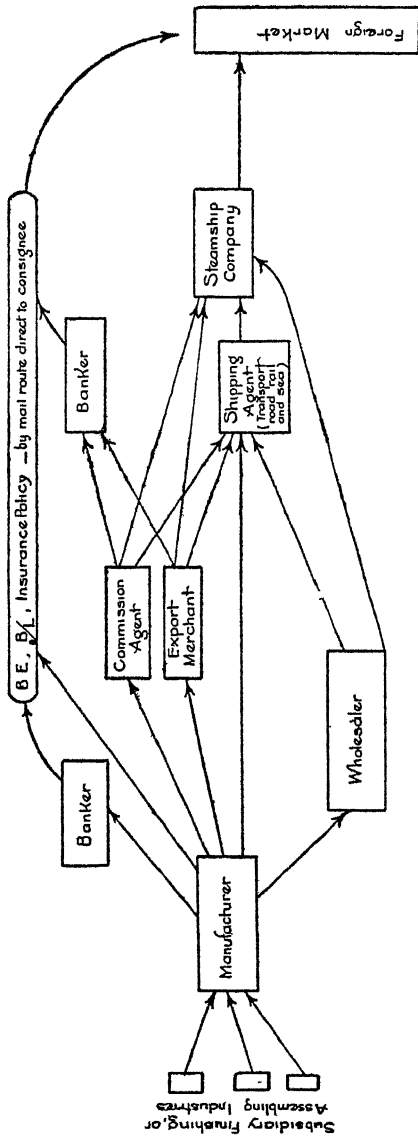 Subsidiary Finishing, or
Assembling Industries
Manufacturer
Banker
B E, B/L, Insurance Policy – by mail route direct to consignee
Commission
Agent
Export
Merchant
Wholesaler
Banker
Shipping
Agent
(Transport
road rail
and sea)
Steamship
Company
Foreign Market